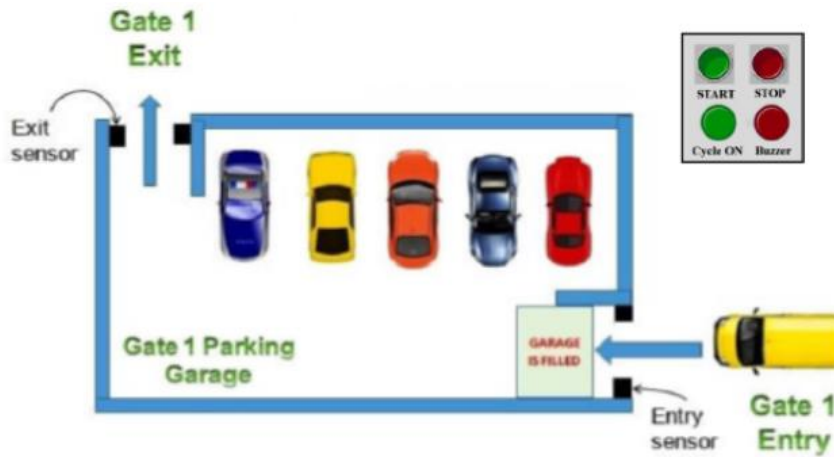 Gate 1
Exit
Exit
sensor
START STOP
Cycle ON Buzzer
GARAGE
IS FILLED
Gate 1 Parking
Garage
Entry
sensor
Gate 1
Entry